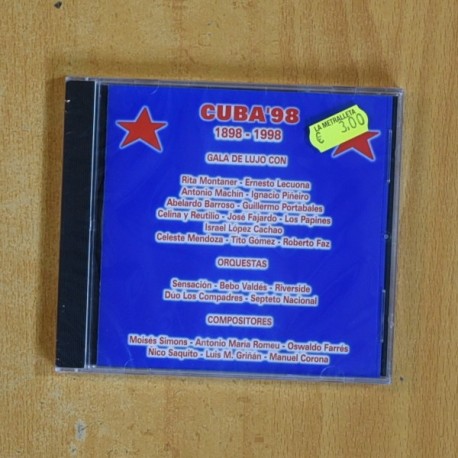 CUBA'98
1898 - 1998
LA METRALLETA
€ 3,00
GALA DE LUJO CON
Rita Montaner - Ernesto Lecuona
Antonio Machin - Ignacio Piñeiro
Abelardo Barroso - Guillermo Portabales
Celina y Reutilio - José Fajardo - Los Papines
Israel López Cachao
Celeste Mendoza - Tito Gómez - Roberto Faz
ORQUESTAS
Sensación - Bebo Valdés - Riverside
Duo Los Compadres - Septeto Nacional
COMPOSITORES
Moisés Simons - Antonio María Romeu - Oswaldo Farrés
Nico Saquito - Luis M. Griñán - Manuel Corona